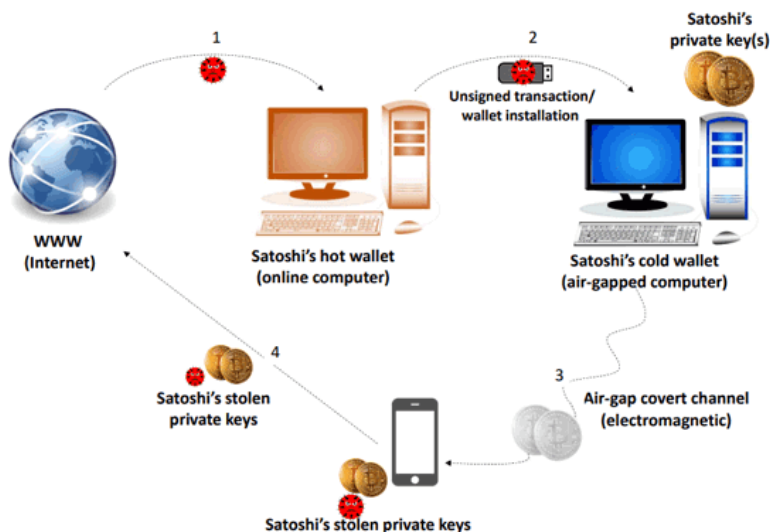 1
2
Satoshi's
private key(s)
Unsigned transaction/
wallet installation
WWW
(Internet)
Satoshi's hot wallet
(online computer)
Satoshi's cold wallet
(air-gapped computer)
4
3
Satoshi's stolen
private keys
Air-gap covert channel
(electromagnetic)
Satoshi's stolen private keys